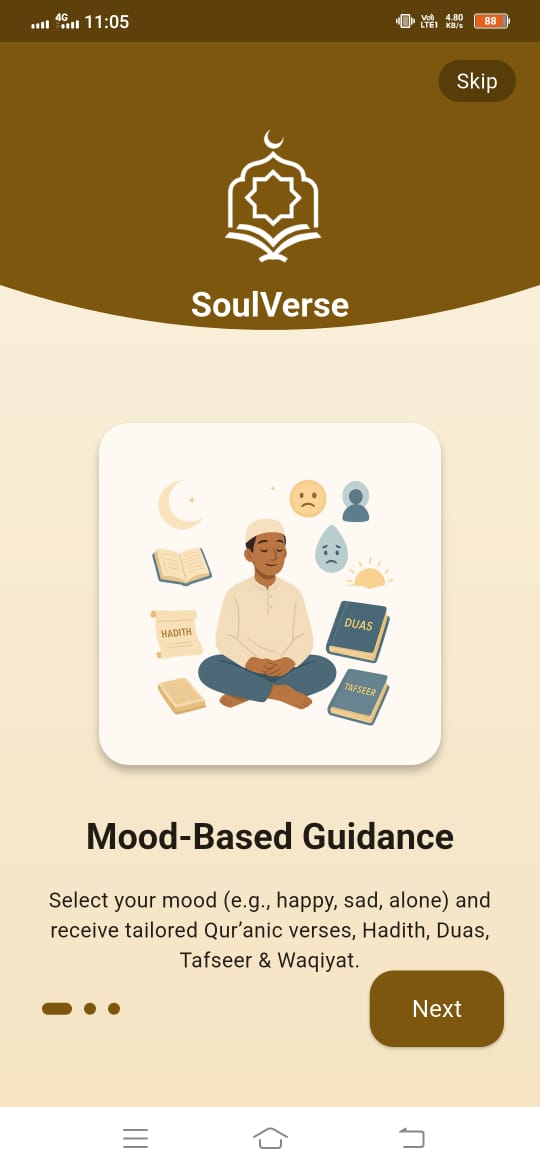 4G 11:05 Vo) LTE1 4.80 KB/s 88
Skip
SoulVerse
HADITH
DUAS
TAFSEER
Mood-Based Guidance
Select your mood (e.g., happy, sad, alone) and
receive tailored Qur’anic verses, Hadith, Duas,
Tafseer & Waqiyat.
Next